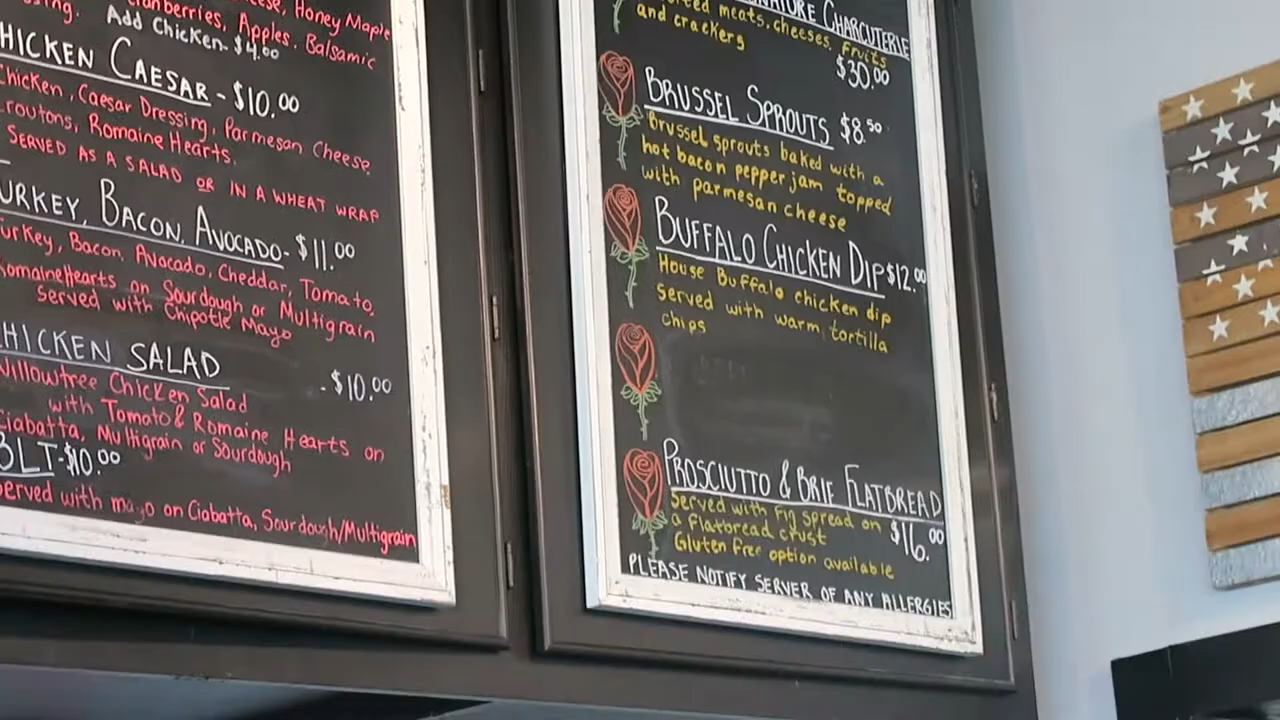 Honey Maple
Cranberries, Apples, Balsamic
Add Chicken- $4.00
HICKEN CAESAR - $10.00
Chicken, Caesar Dressing, Parmesan Cheese,
routons, Romaine Hearts.
SERVED AS A SALAD OR IN A WHEAT WRAP
URKEY, BACON, AVOCADO- $11.00
urkey, Bacon, Avocado, Cheddar, Tomato,
Romaine Hearts on Sourdough or Multigrain
Served with Chipotle Mayo
HICKEN SALAD
- $10.00
Willowtree Chicken Salad
with Tomato & Romaine Hearts on
Ciabatta, Multigrain or Sourdough
BLT-$10.00
Served with mayo on Ciabatta, Sourdough/Multigrain
NATURE CHARCUTERIE
rted meats, cheeses, fruits
and crackers
$30.00
BRUSSEL SPROUTS $8.50
Brussel sprouts baked with a
hot bacon pepper jam topped
with parmesan cheese
BUFFALO CHICKEN DIP $12.00
House Buffalo chicken dip
served with warm tortilla
chips
PROSCIUTTO & BRIE FLATBREAD
Served with fig spread on
a flatbread crust
$16.00
Gluten free option available
PLEASE NOTIFY SERVER OF ANY ALLERGIES